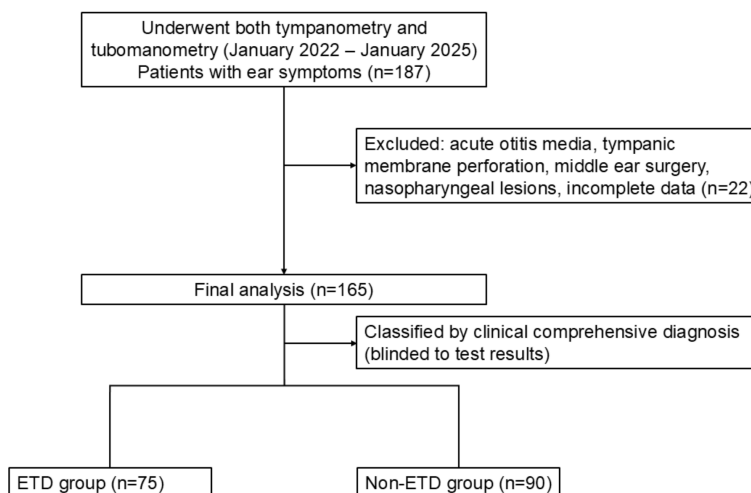 Underwent both tympanometry and
tubomanometry (January 2022 – January 2025)
Patients with ear symptoms (n=187)
Excluded: acute otitis media, tympanic
membrane perforation, middle ear surgery,
nasopharyngeal lesions, incomplete data (n=22)
Final analysis (n=165)
Classified by clinical comprehensive diagnosis
(blinded to test results)
ETD group (n=75)
Non-ETD group (n=90)